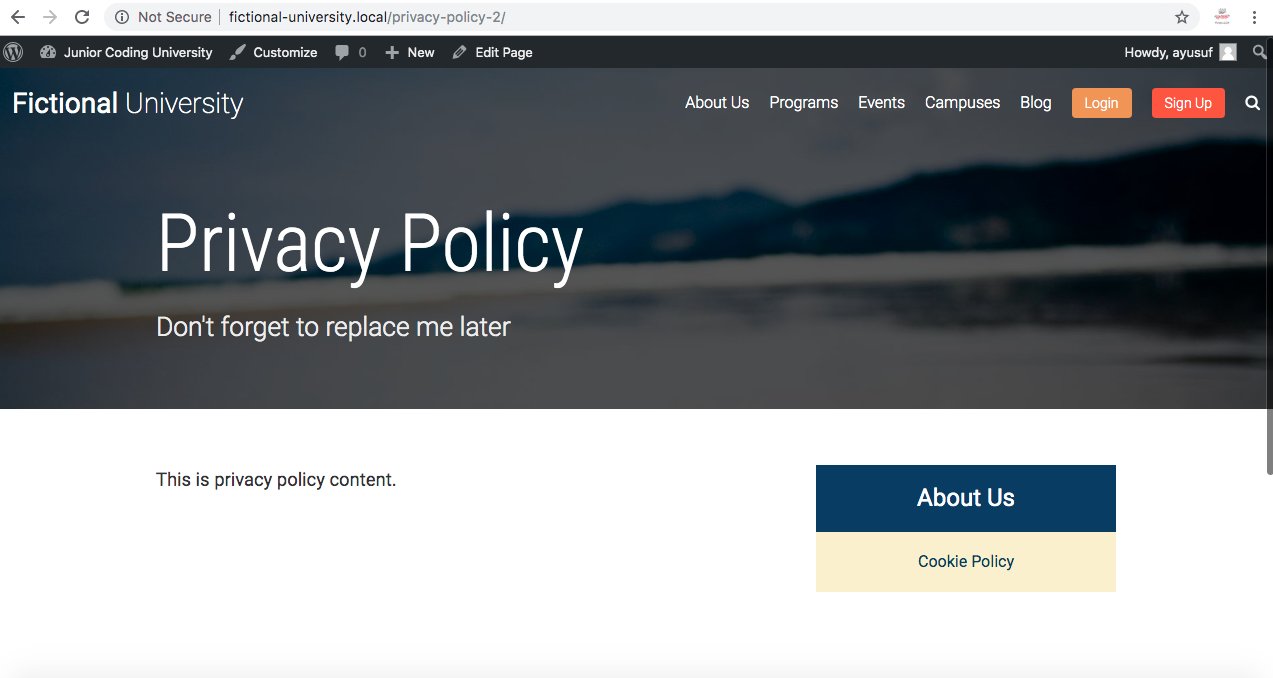 Not Secure | fictional-university.local/privacy-policy-2/
Junior Coding University Customize 0 New Edit Page Howdy, ayusuf
Fictional University About Us Programs Events Campuses Blog Login Sign Up
Privacy Policy
Don't forget to replace me later
This is privacy policy content.
About Us
Cookie Policy